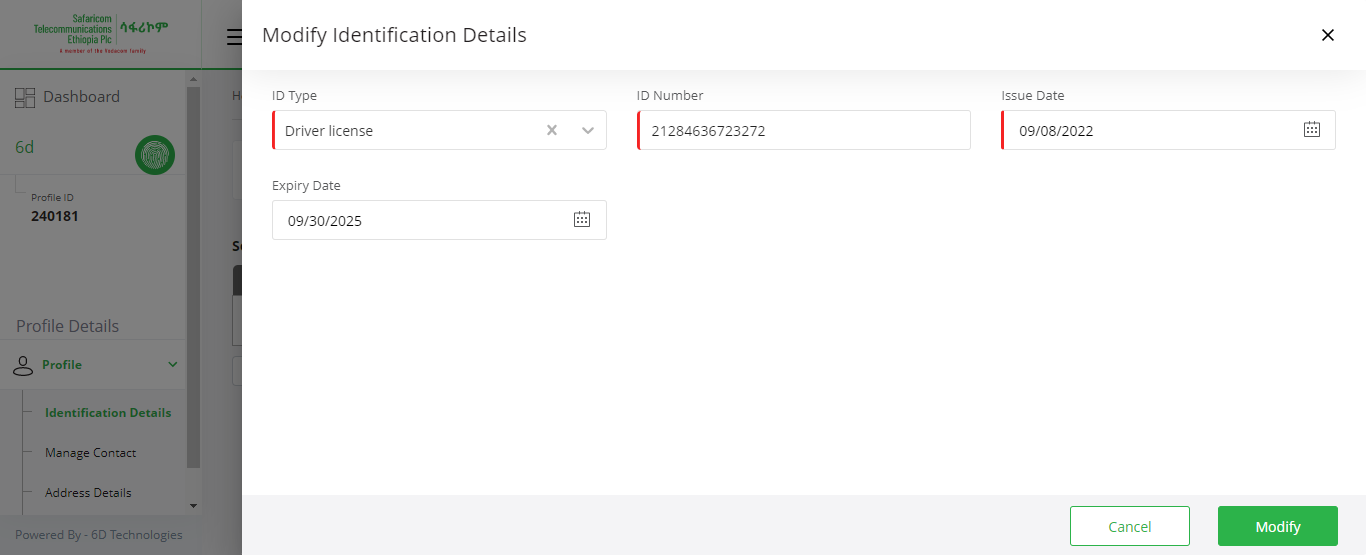 Safaricom
Telecommunications
Ethiopia Plc
ሳፋሪኮም
A member of the Vodacom family
Modify Identification Details
Dashboard
6d
Profile ID
240181
Profile Details
Profile
Identification Details
Manage Contact
Address Details
Powered By - 6D Technologies
ID Type
Driver license
ID Number
21284636723272
Issue Date
09/08/2022
Expiry Date
09/30/2025
Cancel
Modify